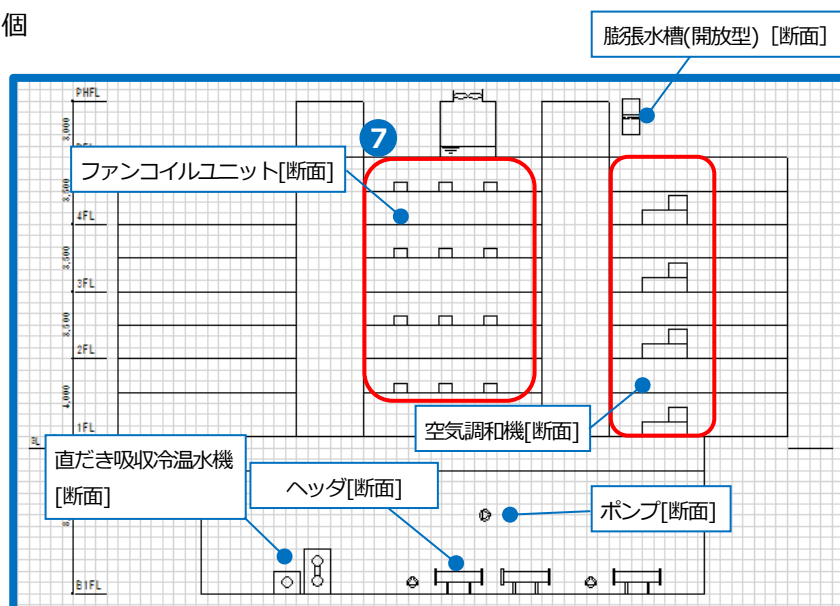 個
膨張水槽(開放型) [断面]
PHFL
3,000
7
ファンコイルユニット[断面]
3,500
4FL
3,500
3FL
3,500
2FL
4,000
1FL
GL
空気調和機[断面]
直だき吸収冷温水機
[断面]
ヘッダ[断面]
ポンプ[断面]
B1FL